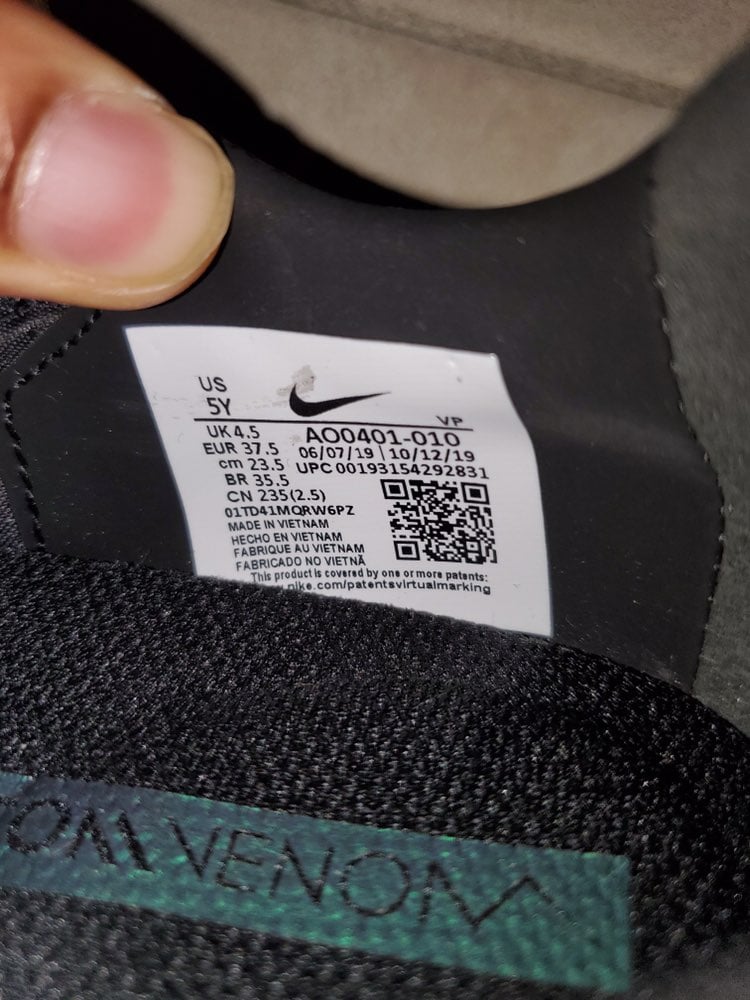 US
5Y
VP
UK 4.5
AO0401-010
EUR 37.5
06/07/19 | 10/12/19
cm 23.5
UPC 00193154292831
BR 35.5
CN 235(2.5)
01TD41MQRW6PZ
MADE IN VIETNAM
HECHO EN VIETNAM
FABRIQUE AU VIETNAM
FABRICADO NO VIETNÃ
This product is covered by one or more patents:
nike.com/patentsvirtualmarking
VENOM